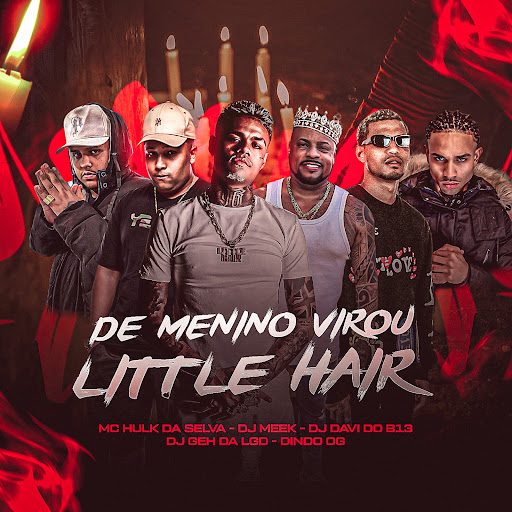 DE MENINO VIROU
LITTLE HAIR
MC HULK DA SELVA - DJ MEEK - DJ DAVI DO B13
DJ GEH DA LGD - DINDO OG